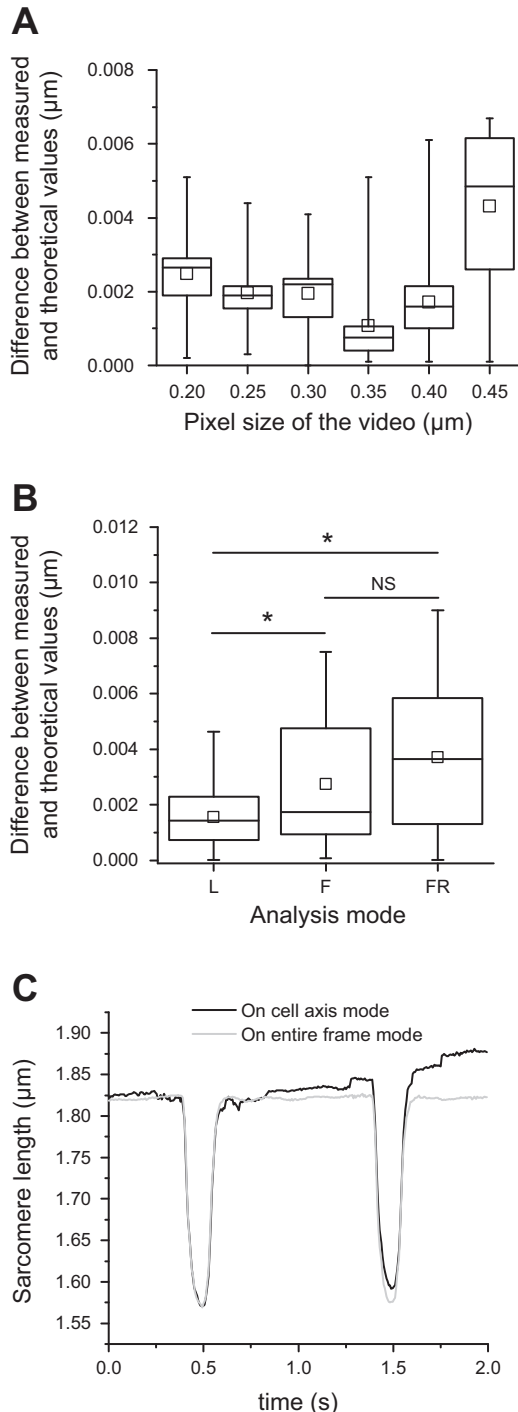 A
Difference between measured
and theoretical values (µm)
0.008
0.006
0.004
0.002
0.000
0.20 0.25 0.30 0.35 0.40 0.45
Pixel size of the video (µm)
B
Difference between measured
and theoretical values (µm)
0.012
0.010
0.008
0.006
0.004
0.002
0.000
*
NS
*
L F FR
Analysis mode
C
On cell axis mode
On entire frame mode
Sarcomere length (µm)
1.90
1.85
1.80
1.75
1.70
1.65
1.60
1.55
0.0 0.5 1.0 1.5 2.0
time (s)